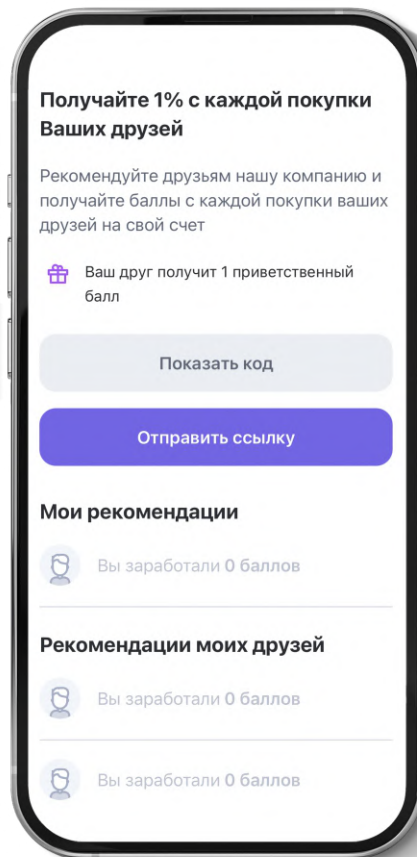 Получайте 1% с каждой покупки
Ваших друзей
Рекомендуйте друзьям нашу компанию и
получайте баллы с каждой покупки ваших
друзей на свой счет
Ваш друг получит 1 приветственный
балл
Показать код
Отправить ссылку
Мои рекомендации
Вы заработали 0 баллов
Рекомендации моих друзей
Вы заработали 0 баллов
Вы заработали 0 баллов